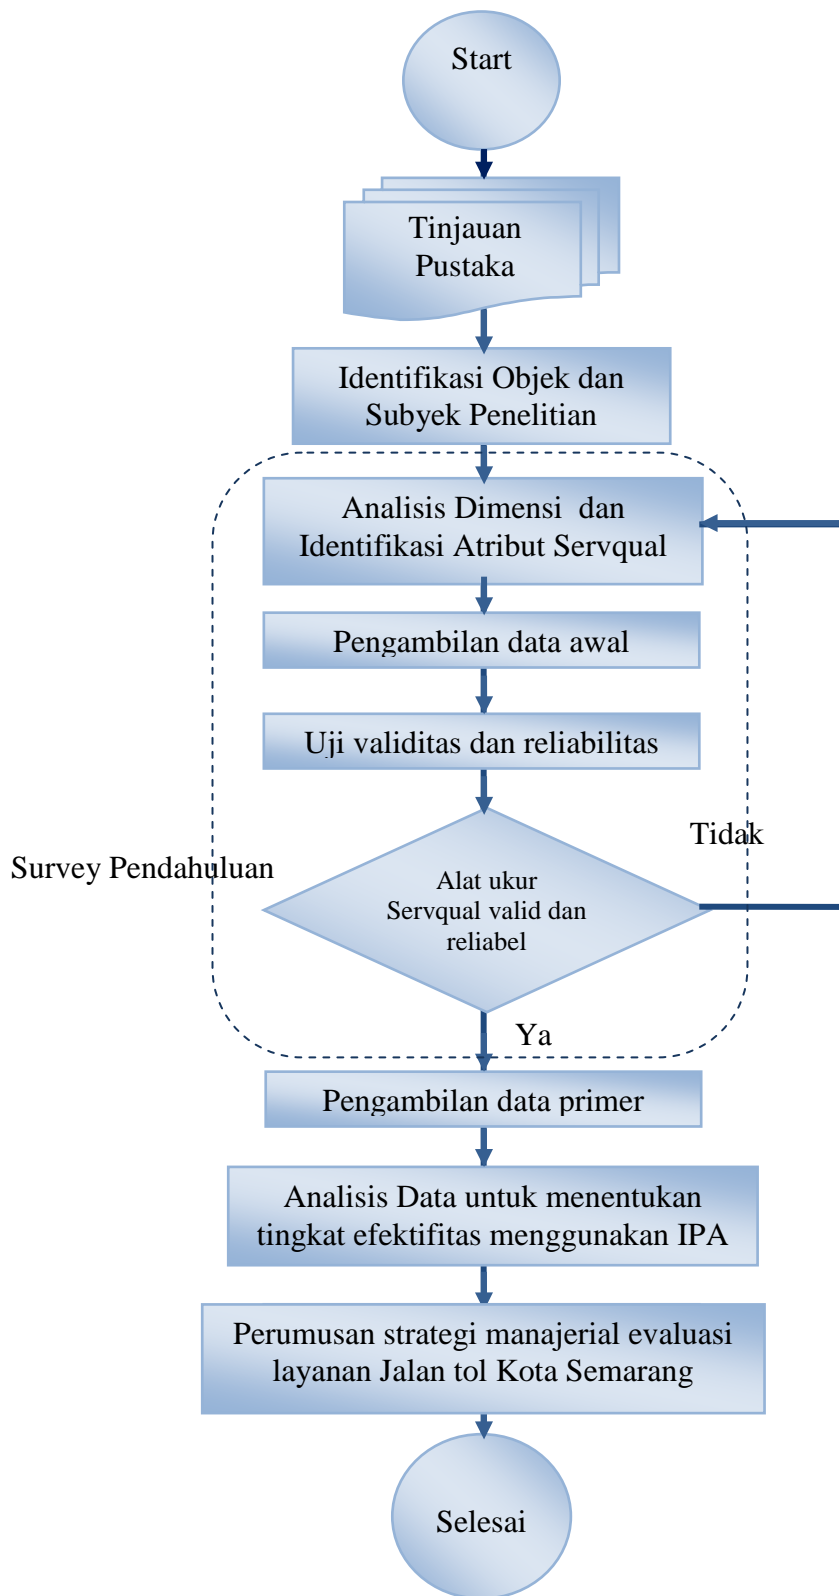 Start
Tinjauan
Pustaka
Identifikasi Objek dan
Subyek Penelitian
Analisis Dimensi dan
Identifikasi Atribut Servqual
Pengambilan data awal
Uji validitas dan reliabilitas
Tidak
Survey Pendahuluan
Alat ukur
Servqual valid dan
reliabel
Ya
Pengambilan data primer
Analisis Data untuk menentukan
tingkat efektifitas menggunakan IPA
Perumusan strategi manajerial evaluasi
layanan Jalan tol Kota Semarang
Selesai